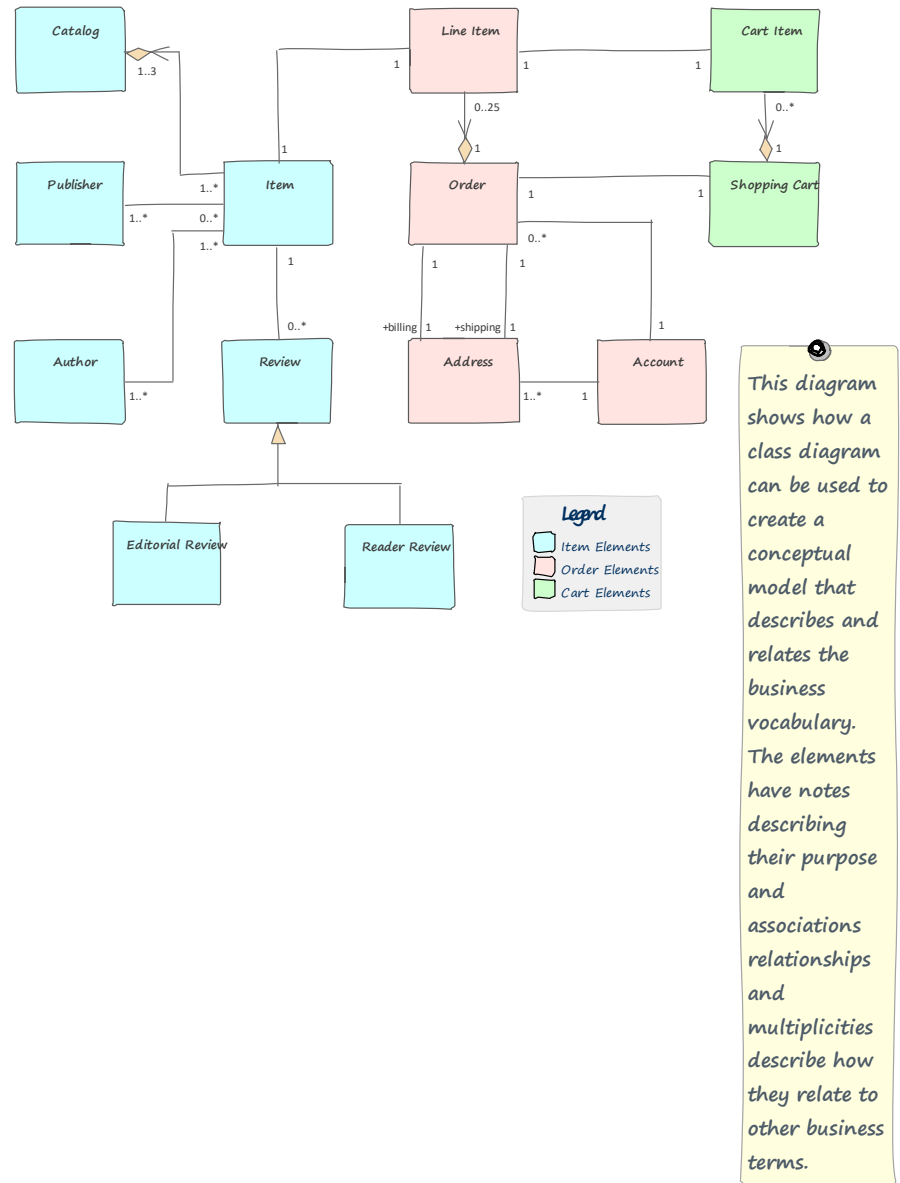 Catalog
Line Item
Cart Item
1..3
1
1
1
0..25
0..*
1
1
1
Publisher
Item
Order
Shopping Cart
1..*
1
1
1..*
0..*
1..*
0..*
1
1
1
+billing
1
+shipping
1
0..*
1
Author
Review
Address
Account
1..*
1..*
1
Editorial Review
Reader Review
Legend
Item Elements
Order Elements
Cart Elements
This diagram
shows how a
class diagram
can be used to
create a
conceptual
model that
describes and
relates the
business
vocabulary.
The elements
have notes
describing
their purpose
and
associations
relationships
and
multiplicities
describe how
they relate to
other business
terms.